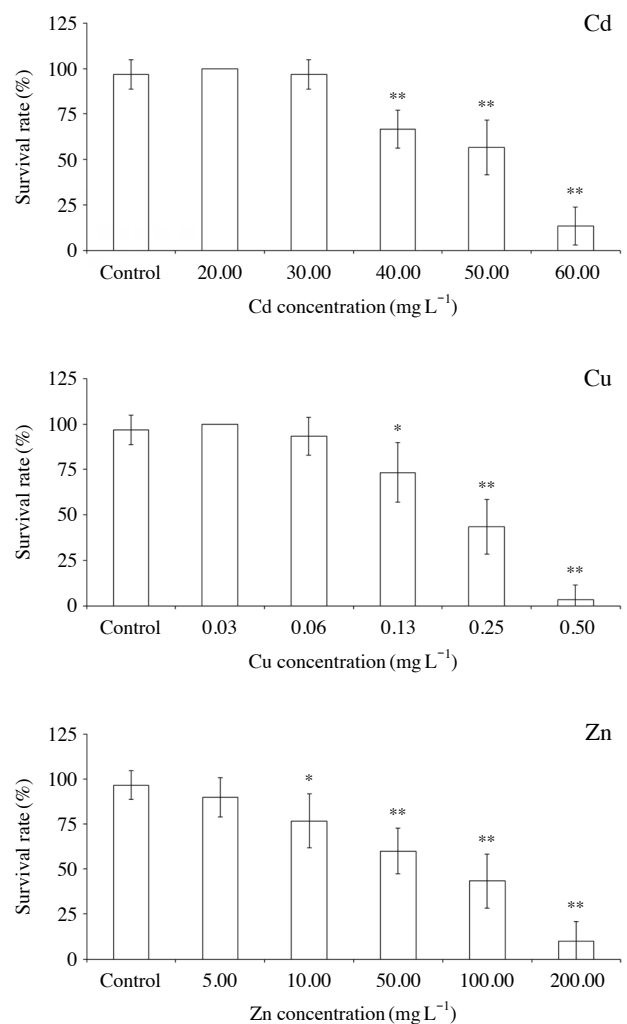 Cd
125
100
75
50
25
0
Survival rate (%)
** ** **
Control 20.00 30.00 40.00 50.00 60.00
Cd concentration (mg L⁻¹)
Cu
125
100
75
50
25
0
Survival rate (%)
* ** **
Control 0.03 0.06 0.13 0.25 0.50
Cu concentration (mg L⁻¹)
Zn
125
100
75
50
25
0
Survival rate (%)
* ** ** **
Control 5.00 10.00 50.00 100.00 200.00
Zn concentration (mg L⁻¹)